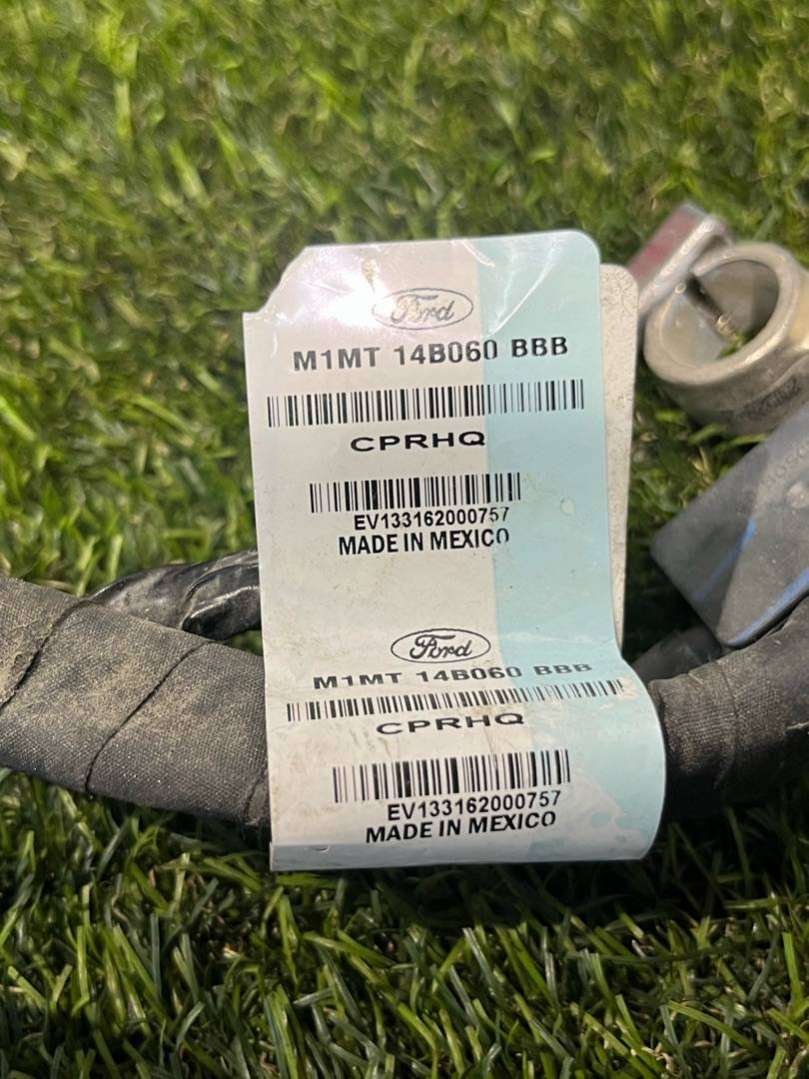 Ford
M1MT 14B060 BBB
CPRHQ
EV133162000757
MADE IN MEXICO
Ford
M1MT 14B060 BBB
CPRHQ
EV133162000757
MADE IN MEXICO